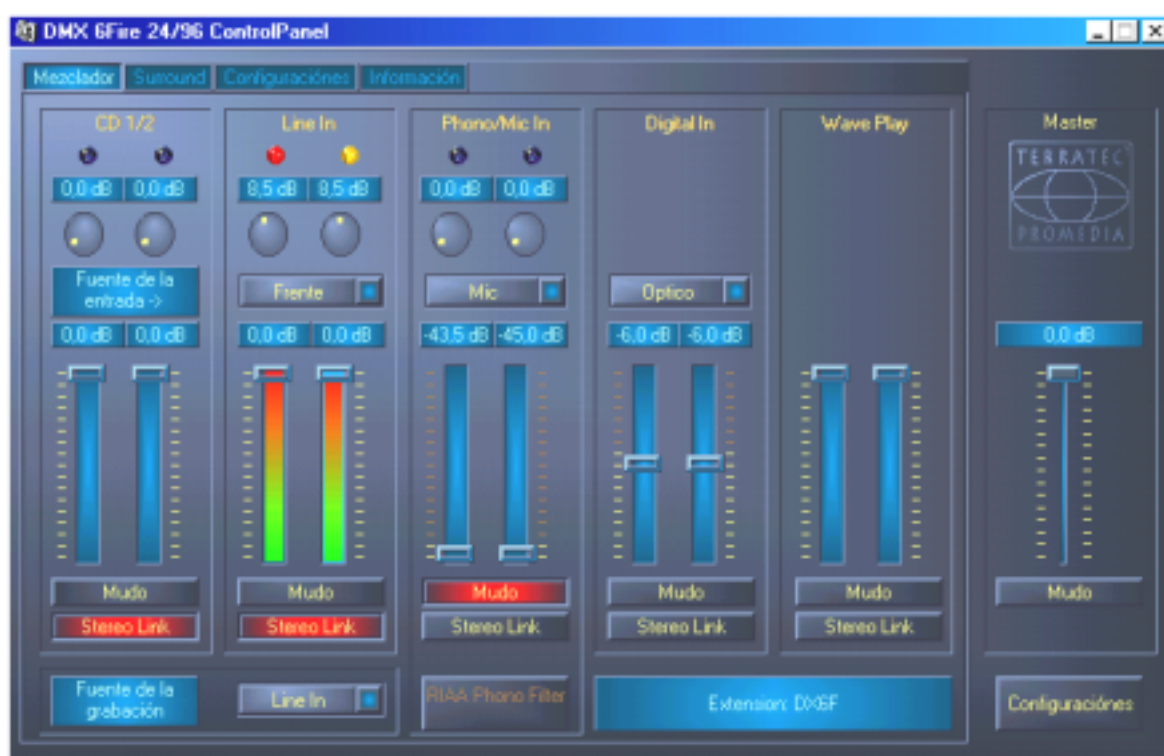 DMX 6Fire 24/96 ControlPanel
Mezclador Surround Configuraciónes Información
CD 1/2 Line In Phono/Mic In Digital In Wave Play Master
TERRATEC
PROMEDIA
0,0 dB 0,0 dB 8,5 dB 8,5 dB 0,0 dB 0,0 dB
Fuente de la
entrada ->
Frente Mic Optico
0,0 dB 0,0 dB 0,0 dB 0,0 dB -43,5 dB -45,0 dB -6,0 dB -6,0 dB 0,0 dB
Mudo Mudo Mudo Mudo Mudo Mudo
Stereo Link Stereo Link Stereo Link Stereo Link Stereo Link
Fuente de la
grabación
Line In RIAA Phono Filter Extension: DX6F Configuraciónes